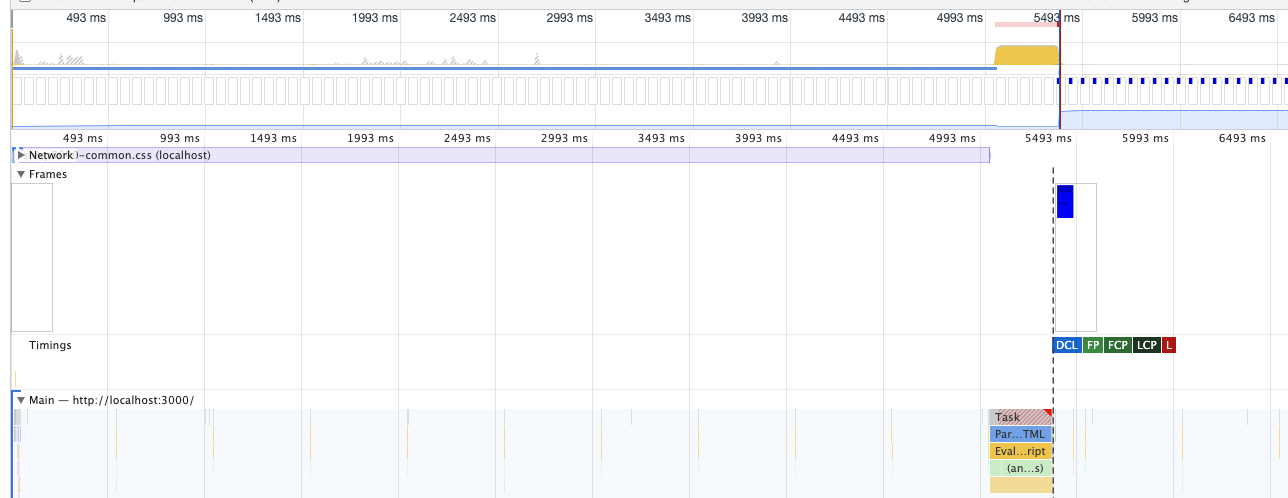 493 ms 993 ms 1493 ms 1993 ms 2493 ms 2993 ms 3493 ms 3993 ms 4493 ms 4993 ms 5493 ms 5993 ms 6493 ms
493 ms 993 ms 1493 ms 1993 ms 2493 ms 2993 ms 3493 ms 3993 ms 4493 ms 4993 ms 5493 ms 5993 ms 6493 ms
Network -common.css (localhost)
Frames
Timings DCL FP FCP LCP L
Main — http://localhost:3000/
Task
Par...TML
Eval...ript
(an...s)